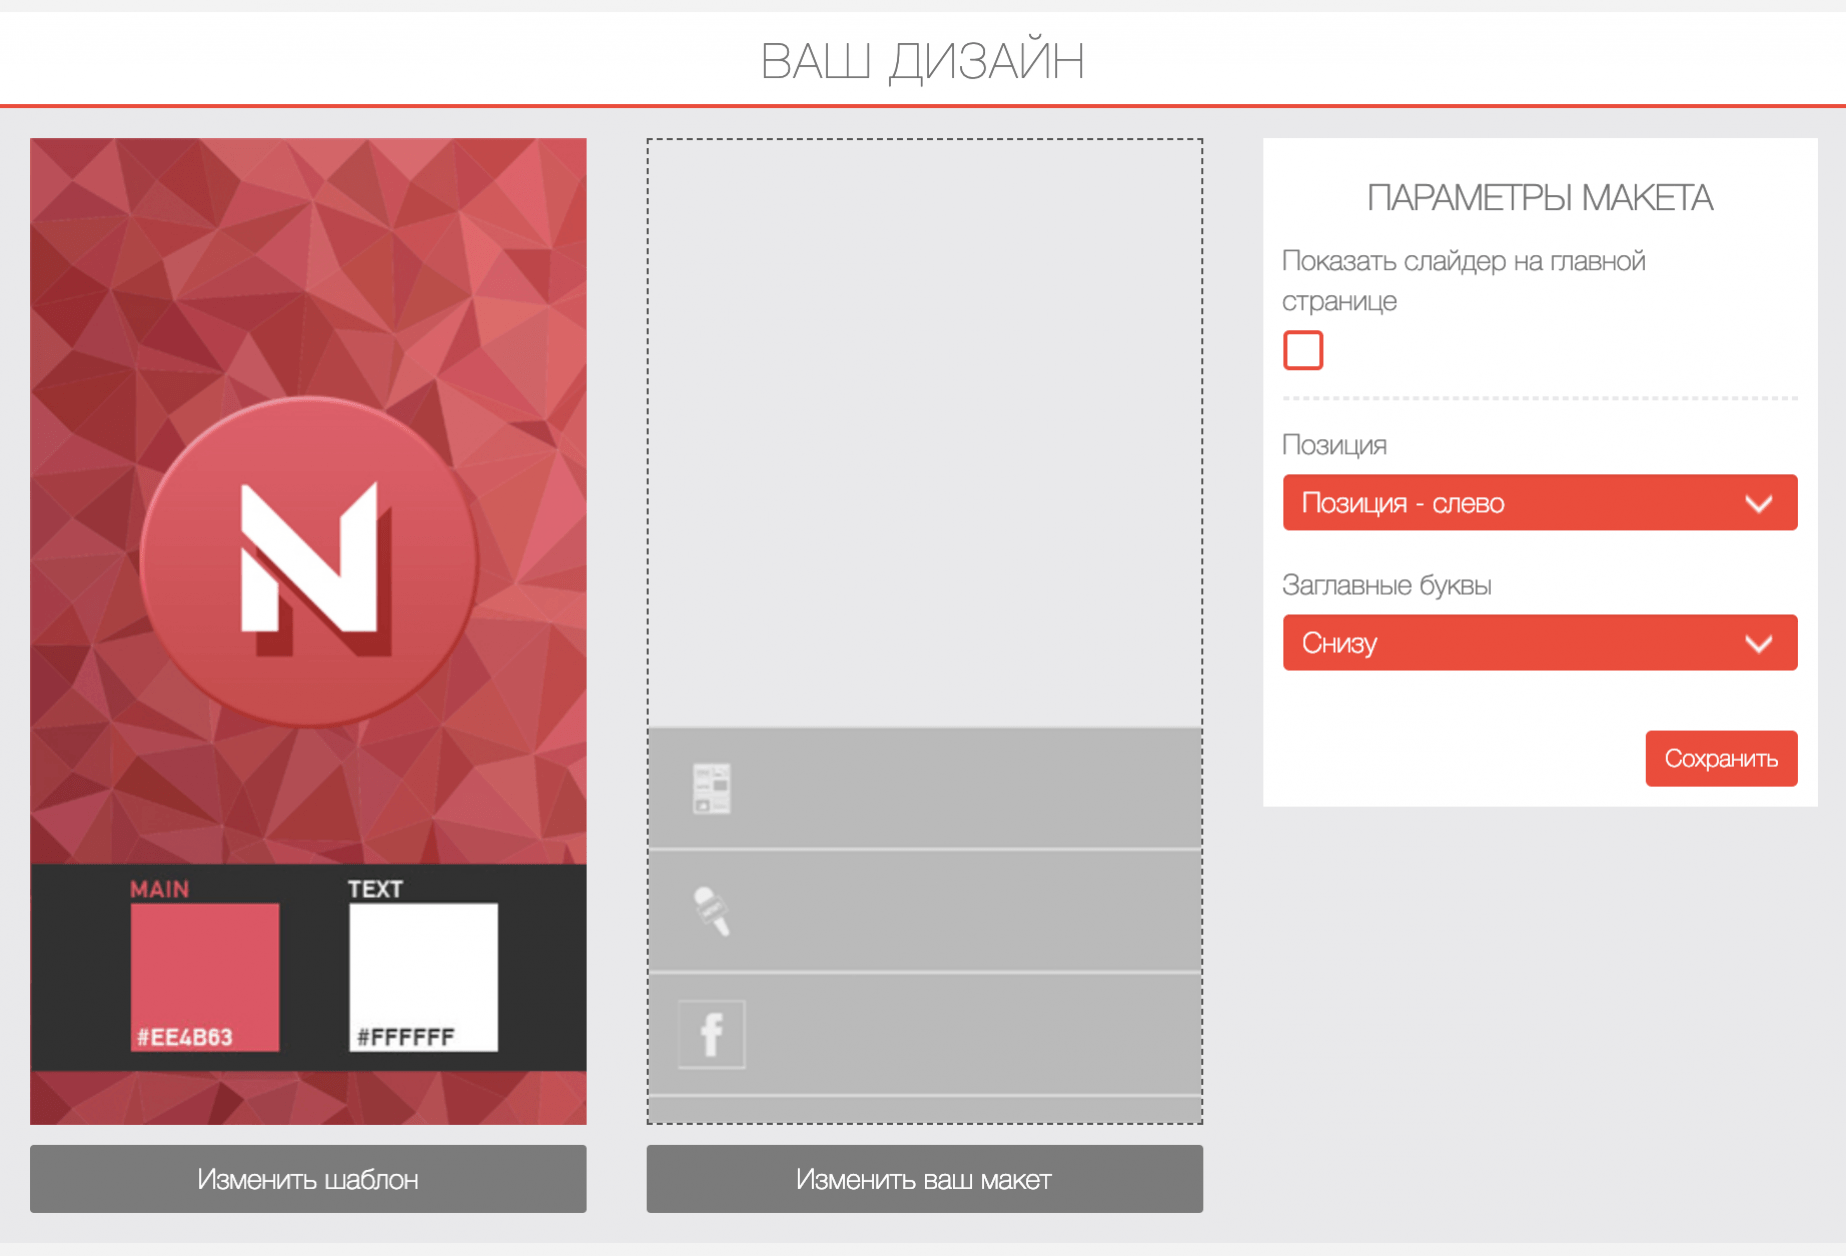 ВАШ ДИЗАЙН
N
MAIN
TEXT
#EE4B63
#FFFFFF
Изменить шаблон
f
Изменить ваш макет
ПАРАМЕТРЫ МАКЕТА
Показать слайдер на главной
странице
Позиция
Позиция - слево
Заглавные буквы
Снизу
Сохранить